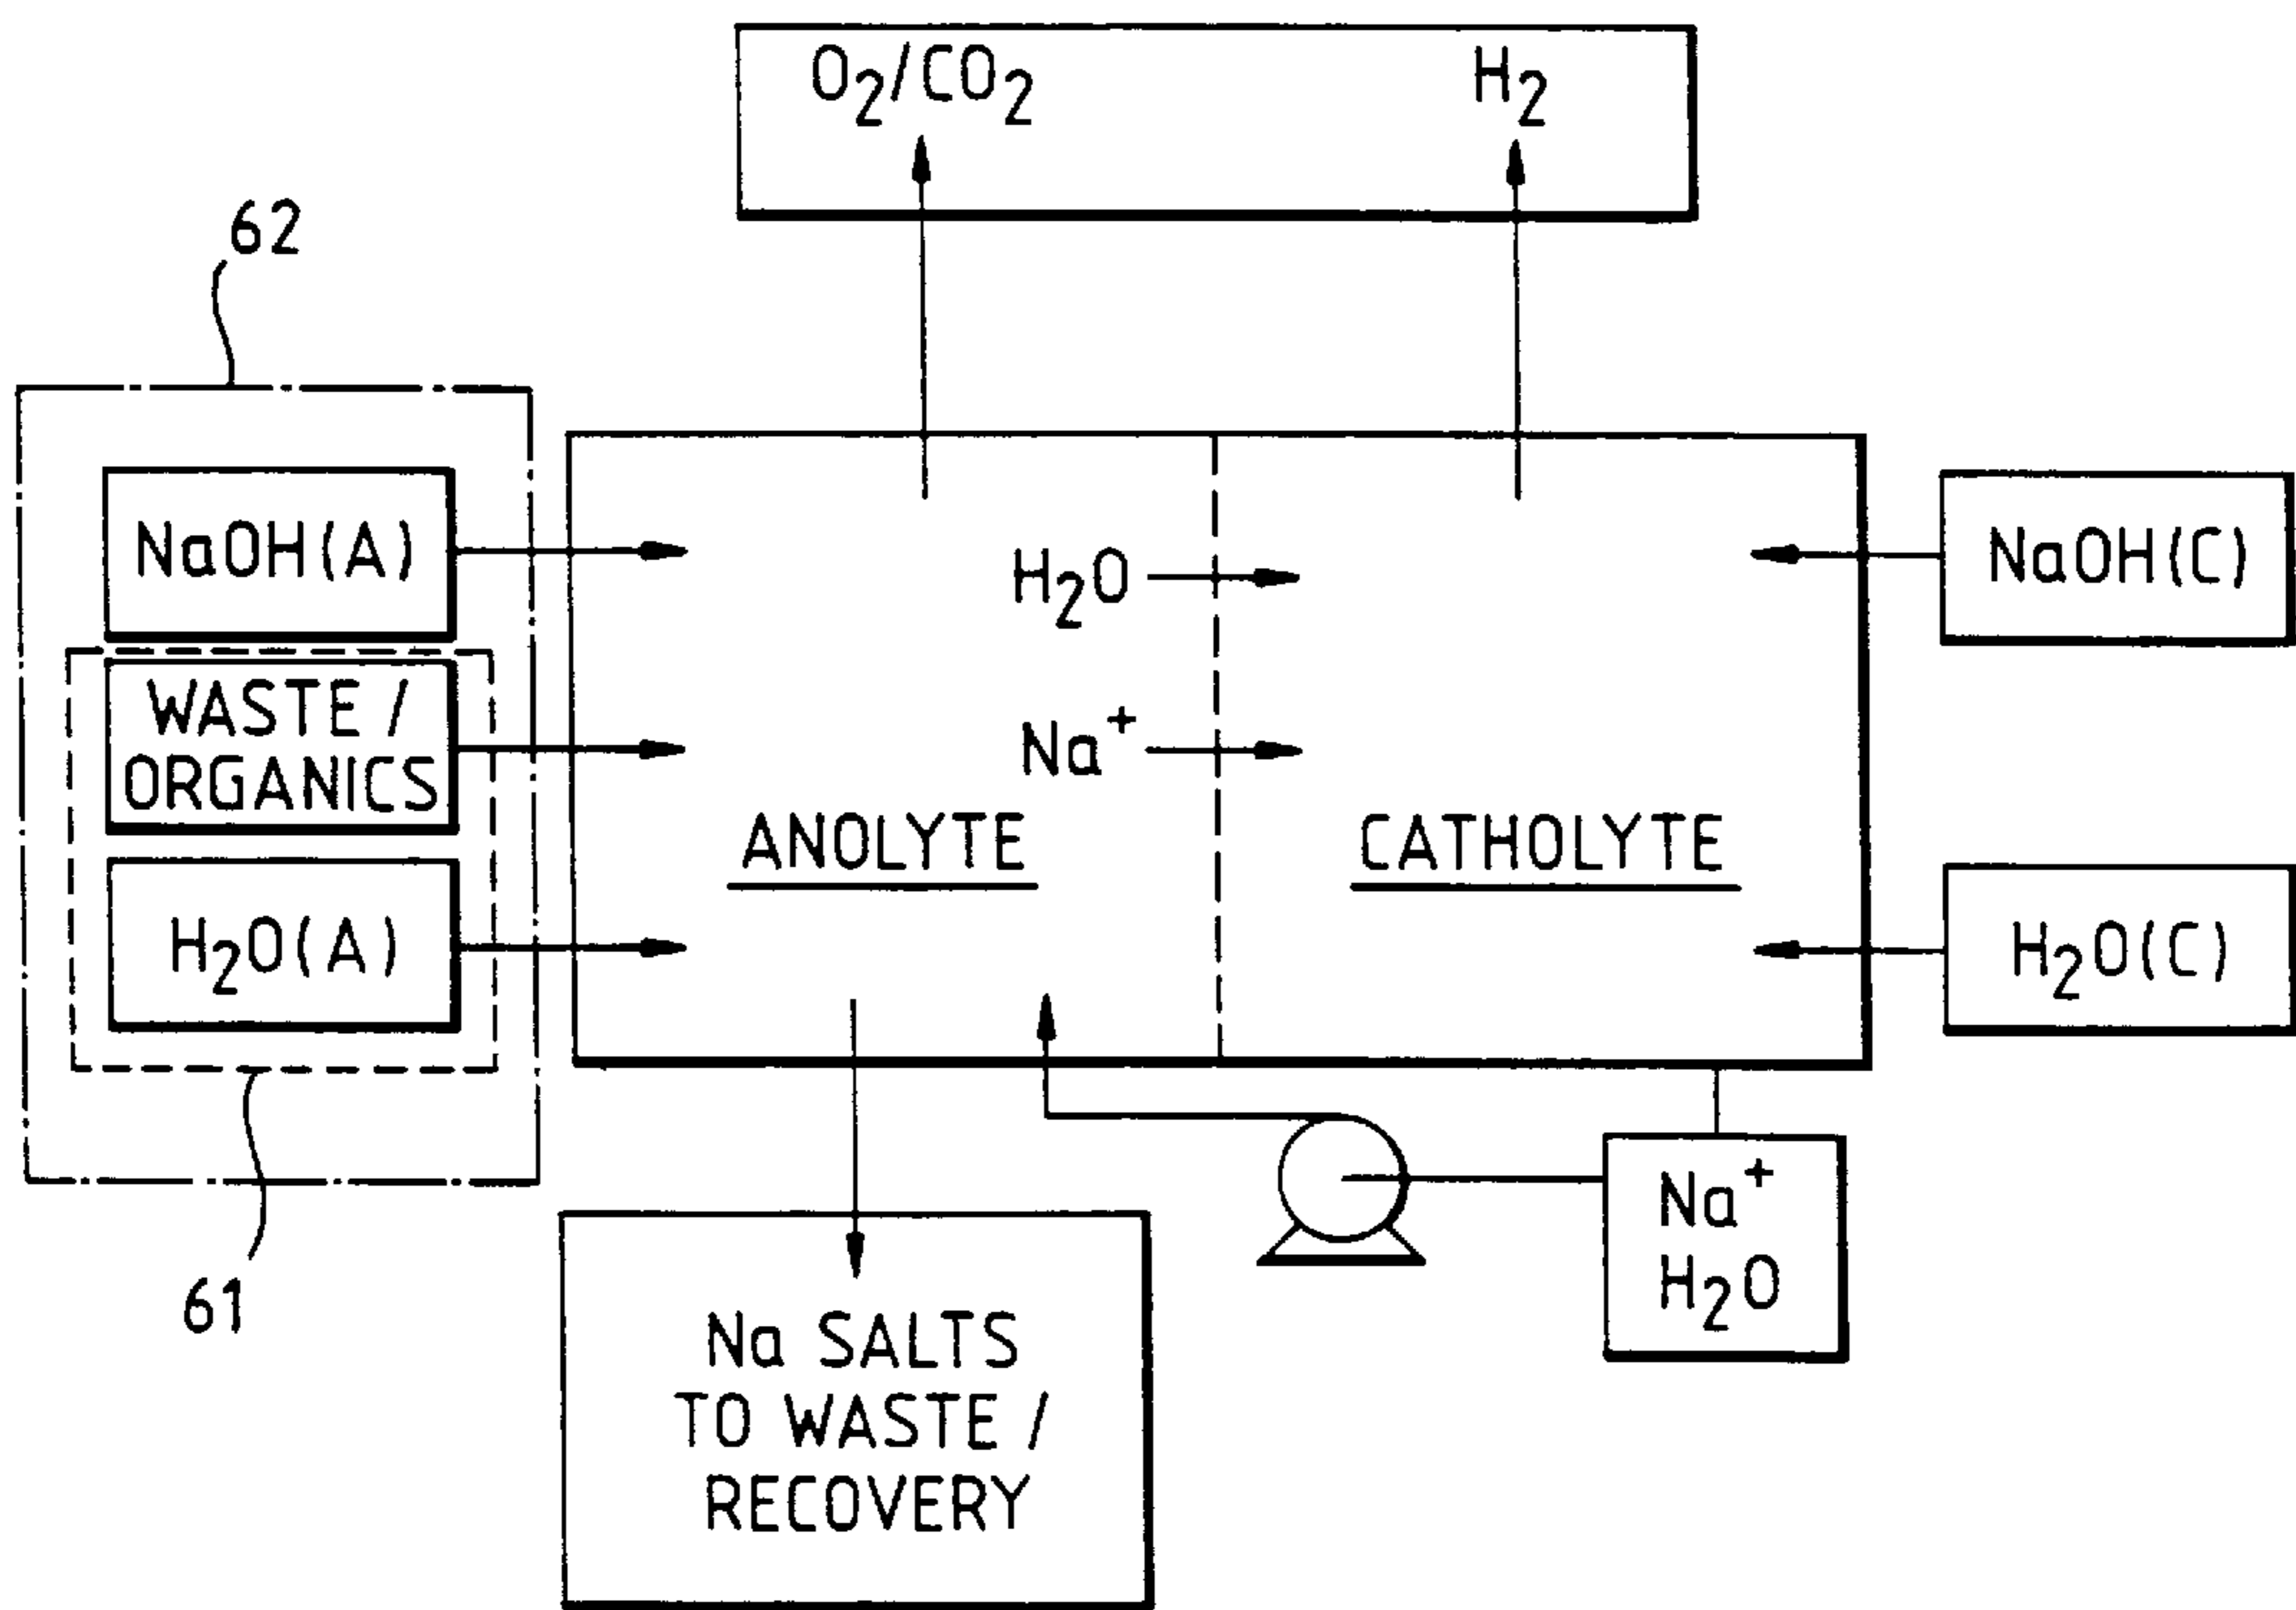 O₂/CO₂
H₂
62
NaOH(A)
WASTE /
ORGANICS
H₂O(A)
61
H₂O
Na⁺
ANOLYTE
CATHOLYTE
NaOH(C)
H₂O(C)
Na⁺
H₂O
Na SALTS
TO WASTE /
RECOVERY